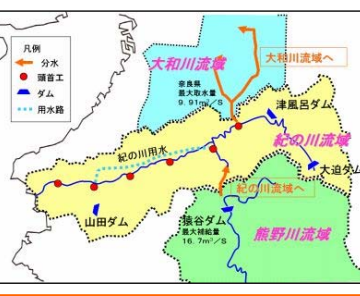 凡例
分水
頭首工
ダム
用水路
大和川流域
大和川流域へ
奈良県
最大取水量
9.91m³/S
津風呂ダム
紀の川流域
紀の川用水
大迫ダム
紀の川流域へ
山田ダム
猿谷ダム
最大補給量
16.7m³/S
熊野川流域